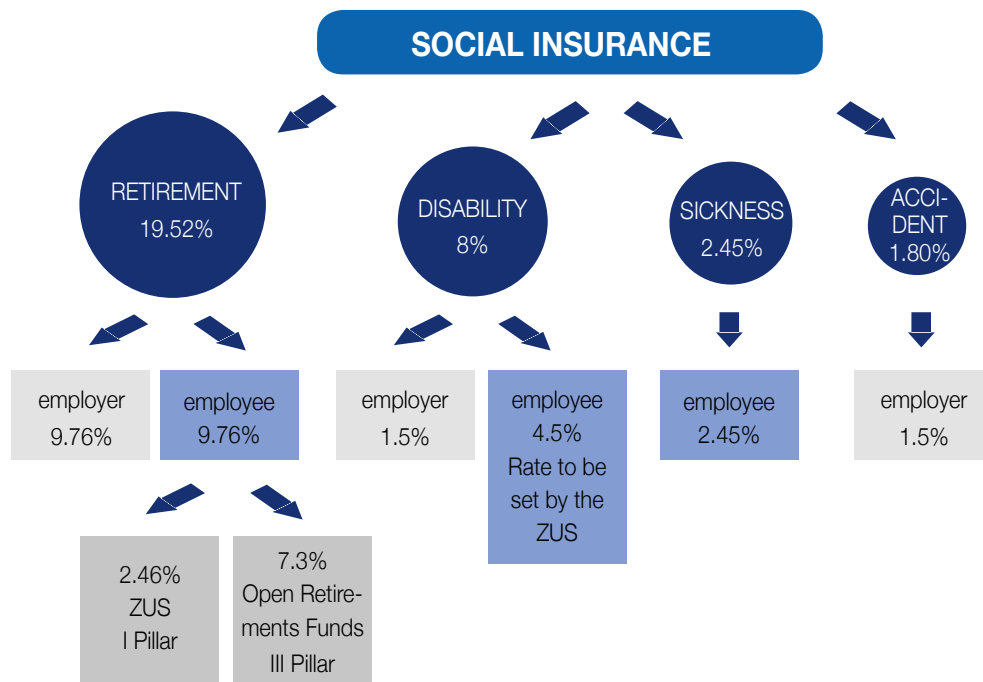 SOCIAL INSURANCE
RETIREMENT
19.52%
DISABILITY
8%
SICKNESS
2.45%
ACCI-
DENT
1.80%
employer
9.76%
employee
9.76%
employer
1.5%
employee
4.5%
Rate to be
set by the
ZUS
employee
2.45%
employer
1.5%
2.46%
ZUS
I Pillar
7.3%
Open Retire-
ments Funds
III Pillar